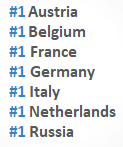 #1 Austria
#1 Belgium
#1 France
#1 Germany
#1 Italy
#1 Netherlands
#1 Russia